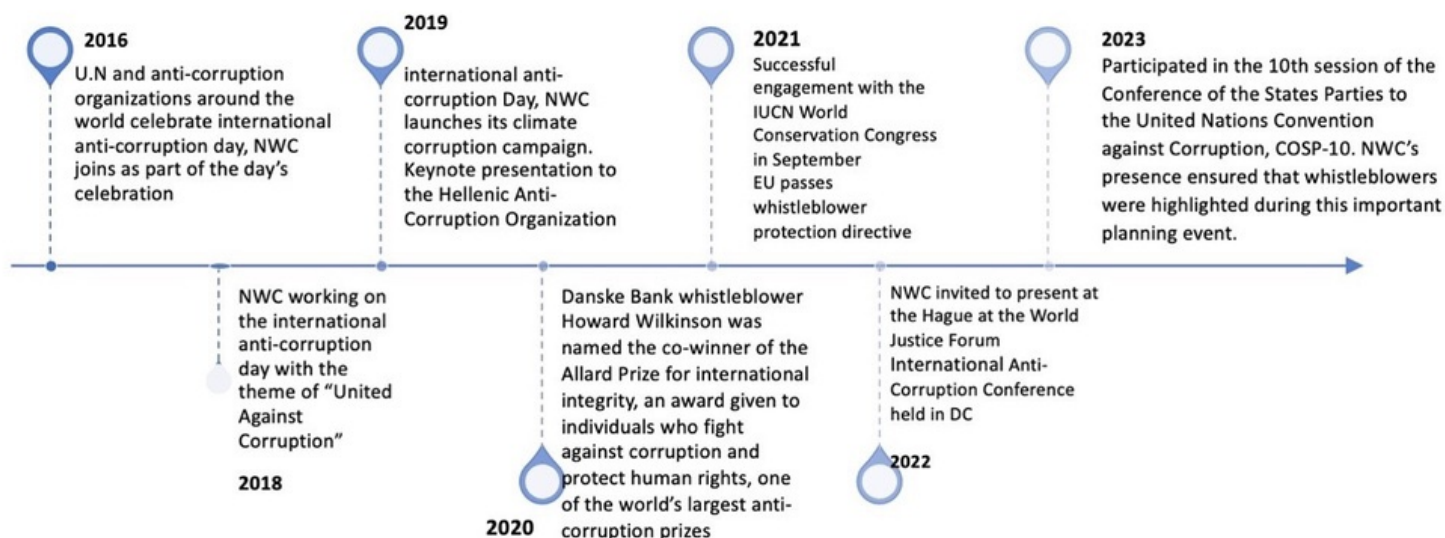 2016
U.N and anti-corruption
organizations around the
world celebrate international
anti-corruption day, NWC
joins as part of the day's
celebration
2019
international anti-
corruption Day, NWC
launches its climate
corruption campaign.
Keynote presentation to
the Hellenic Anti-
Corruption Organization
2021
Successful
engagement with the
IUCN World
Conservation Congress
in September
EU passes
whistleblower
protection directive
2023
Participated in the 10th session of the
Conference of the States Parties to
the United Nations Convention
against Corruption, COSP-10. NWC's
presence ensured that whistleblowers
were highlighted during this important
planning event.
NWC working on
the international
anti-corruption
day with the
theme of “United
Against
Corruption”
2018
Danske Bank whistleblower
Howard Wilkinson was
named the co-winner of the
Allard Prize for international
integrity, an award given to
individuals who fight
against corruption and
protect human rights, one
of the world's largest anti-
corruption prizes
2020
NWC invited to present at
the Hague at the World
Justice Forum
International Anti-
Corruption Conference
held in DC
2022